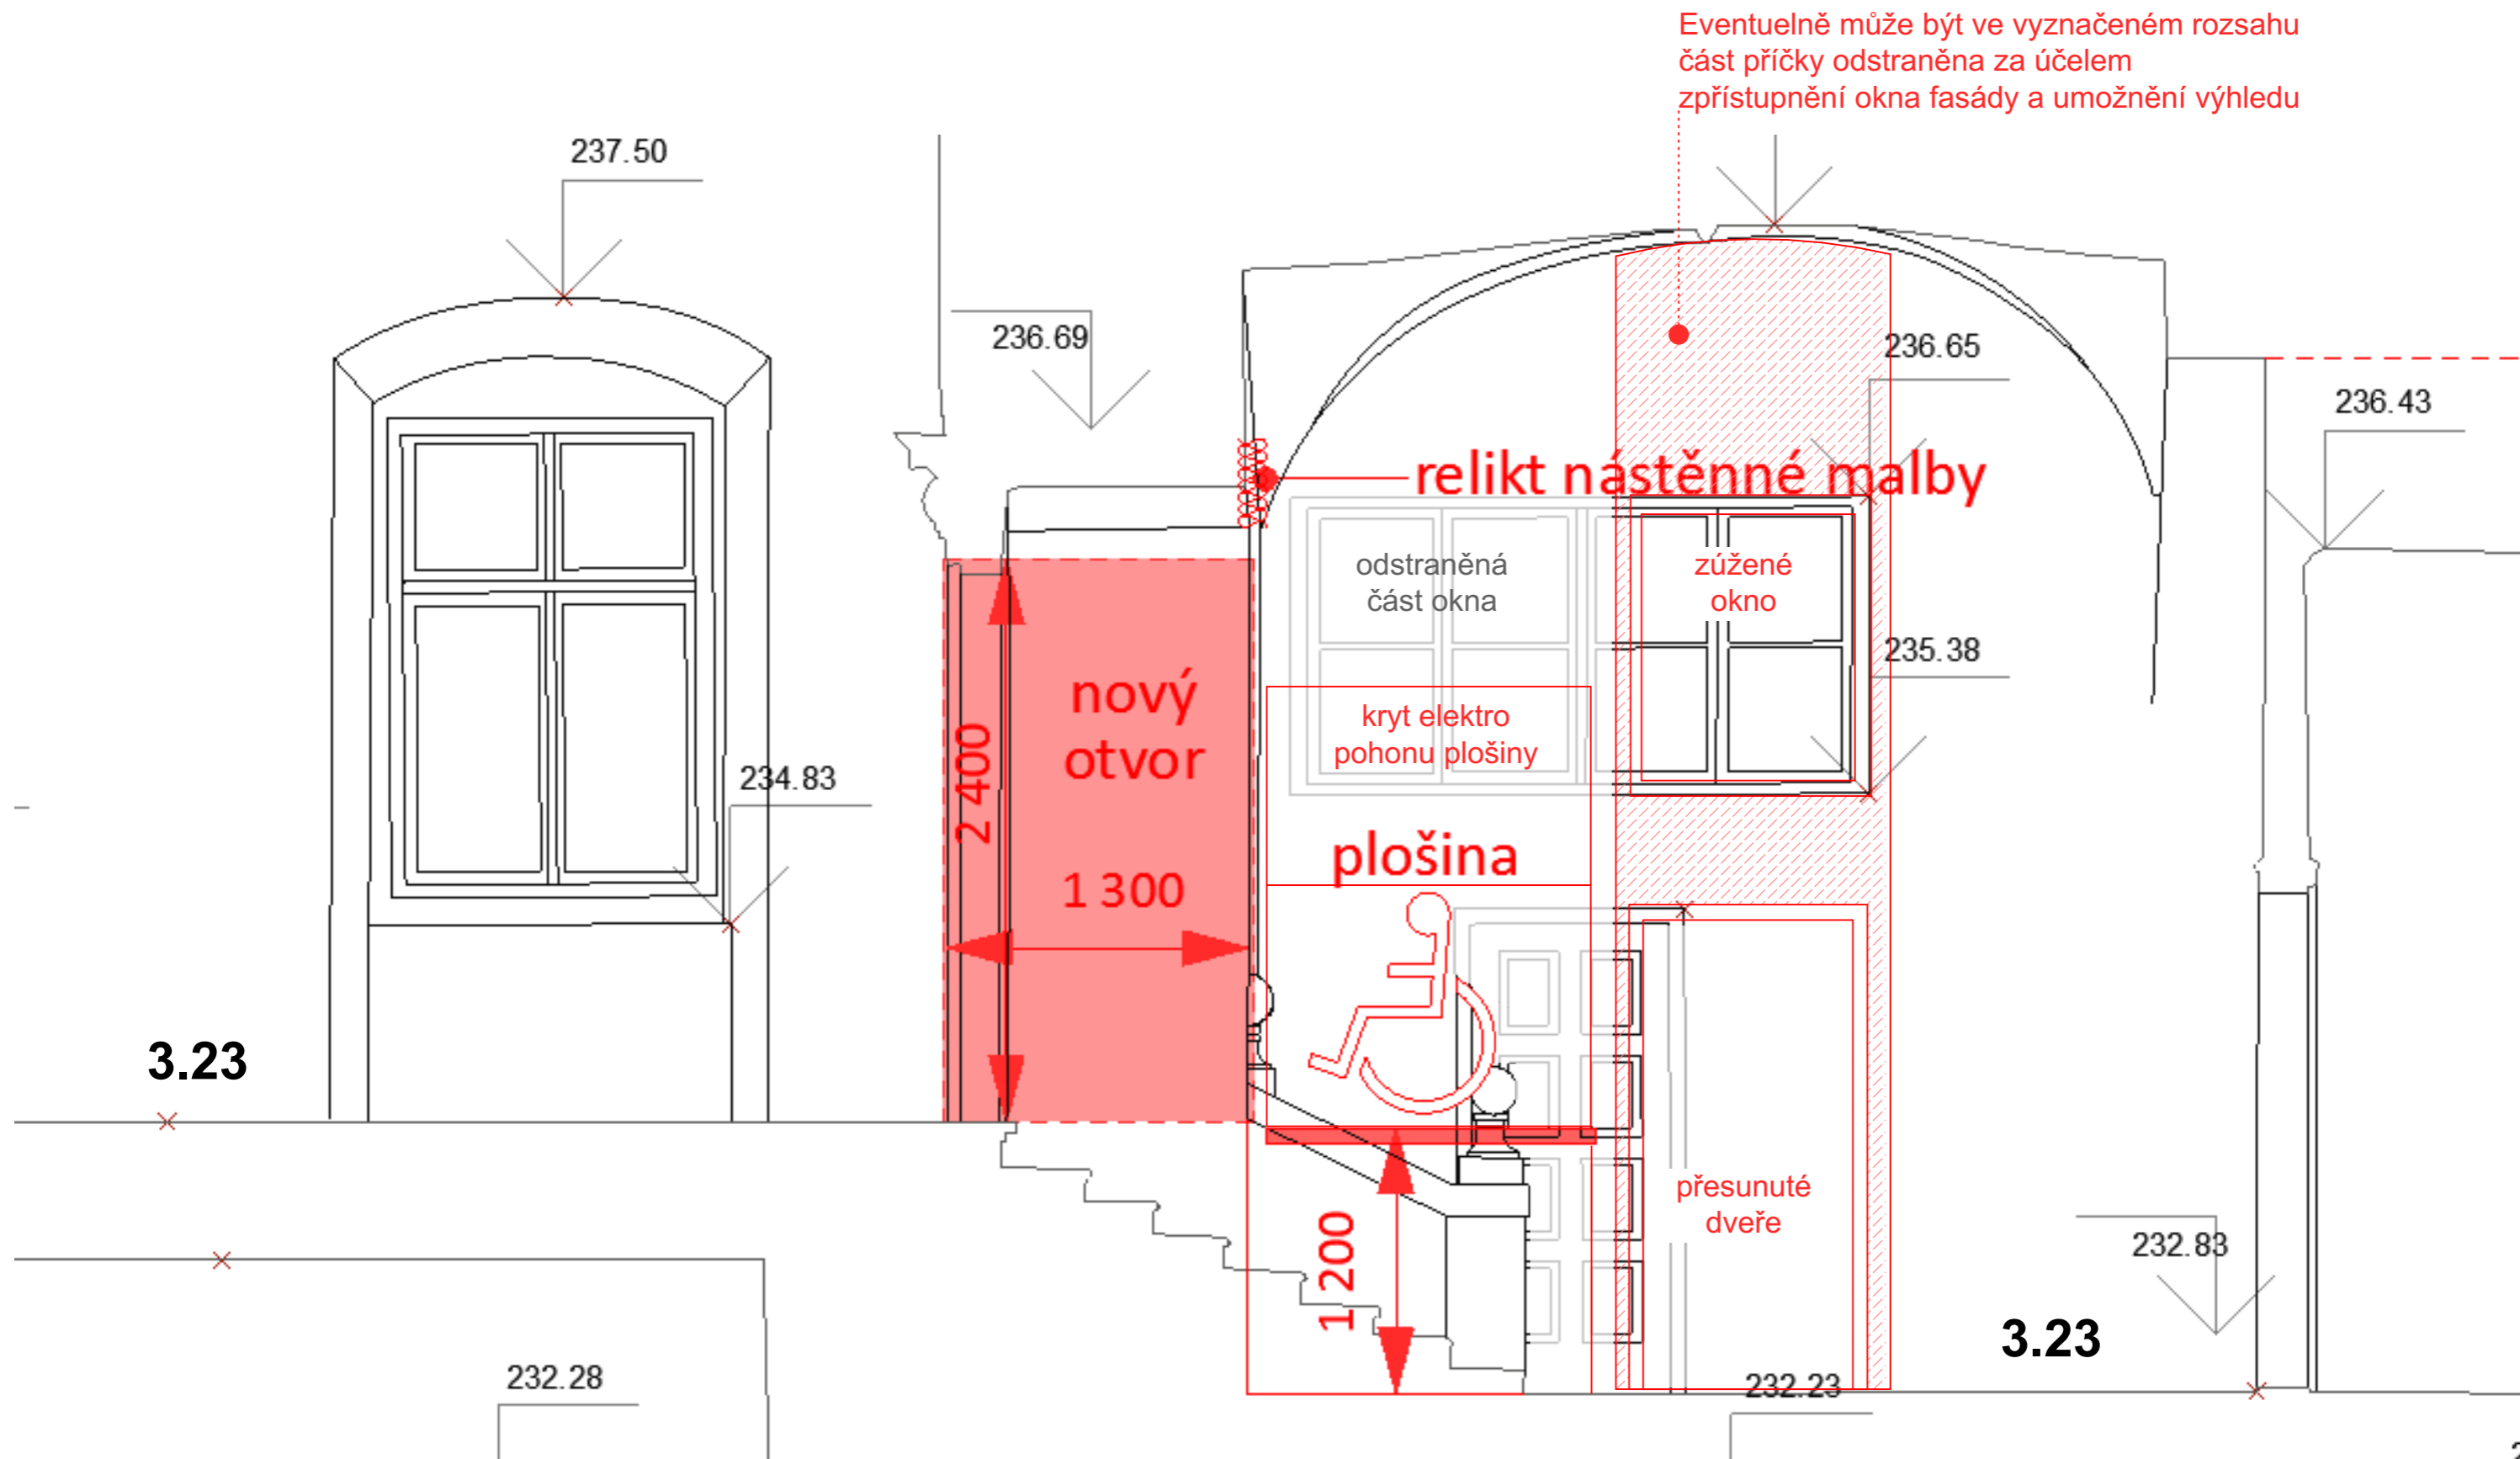 Eventuelně může být ve vyznačeném rozsahu
část příčky odstraněna za účelem
zpřístupnění okna fasády a umožnění výhledu
237.50
236.69
236.65
236.43
relikt nástěnné malby
odstraněná
část okna
zúžené
okno
235.38
nový
otvor
2 400
1 300
kryt elektro
pohonu plošiny
234.83
plošina
3.23
přesunuté
dveře
1 200
232.83
3.23
232.28
232.23